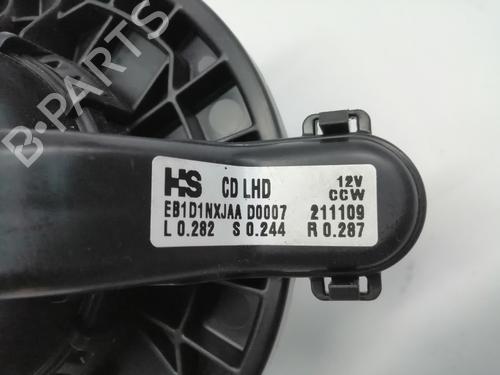 B-PARTS
HS CD LHD 12V
CCW
EB1D1NXJAA D0007 211109
L 0.282 S 0.244 R 0.287